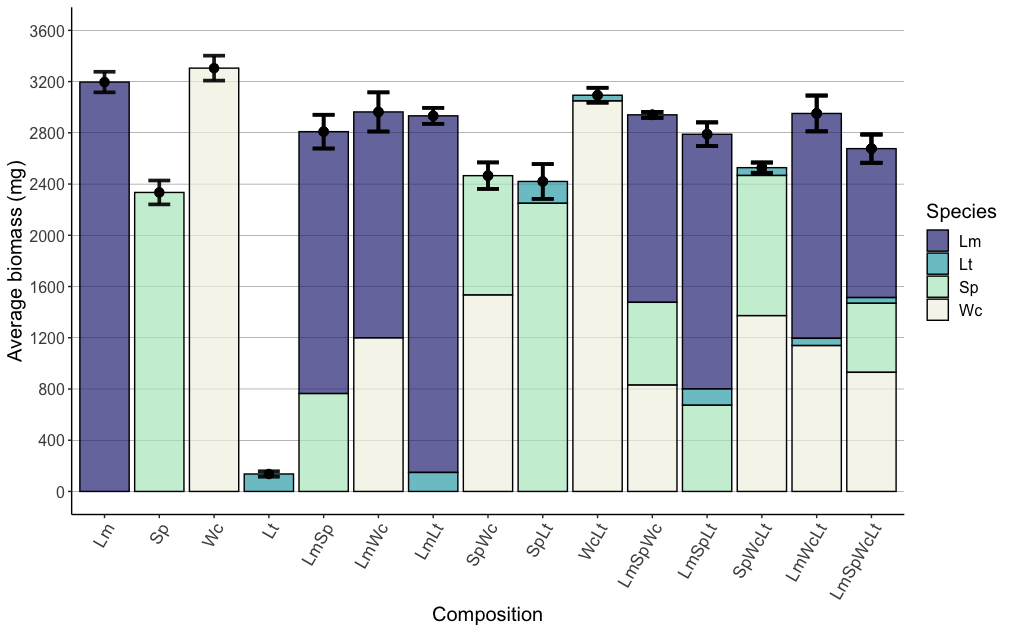 Average biomass (mg)
3600
3200
2800
2400
2000
1600
1200
800
400
0
Lm
Sp
Wc
Lt
LmSp
LmWc
LmLt
SpWc
SpLt
WcLt
LmSpWc
LmSpLt
SpWcLt
LmWcLt
LmSpWcLt
Composition
Species
Lm
Lt
Sp
Wc